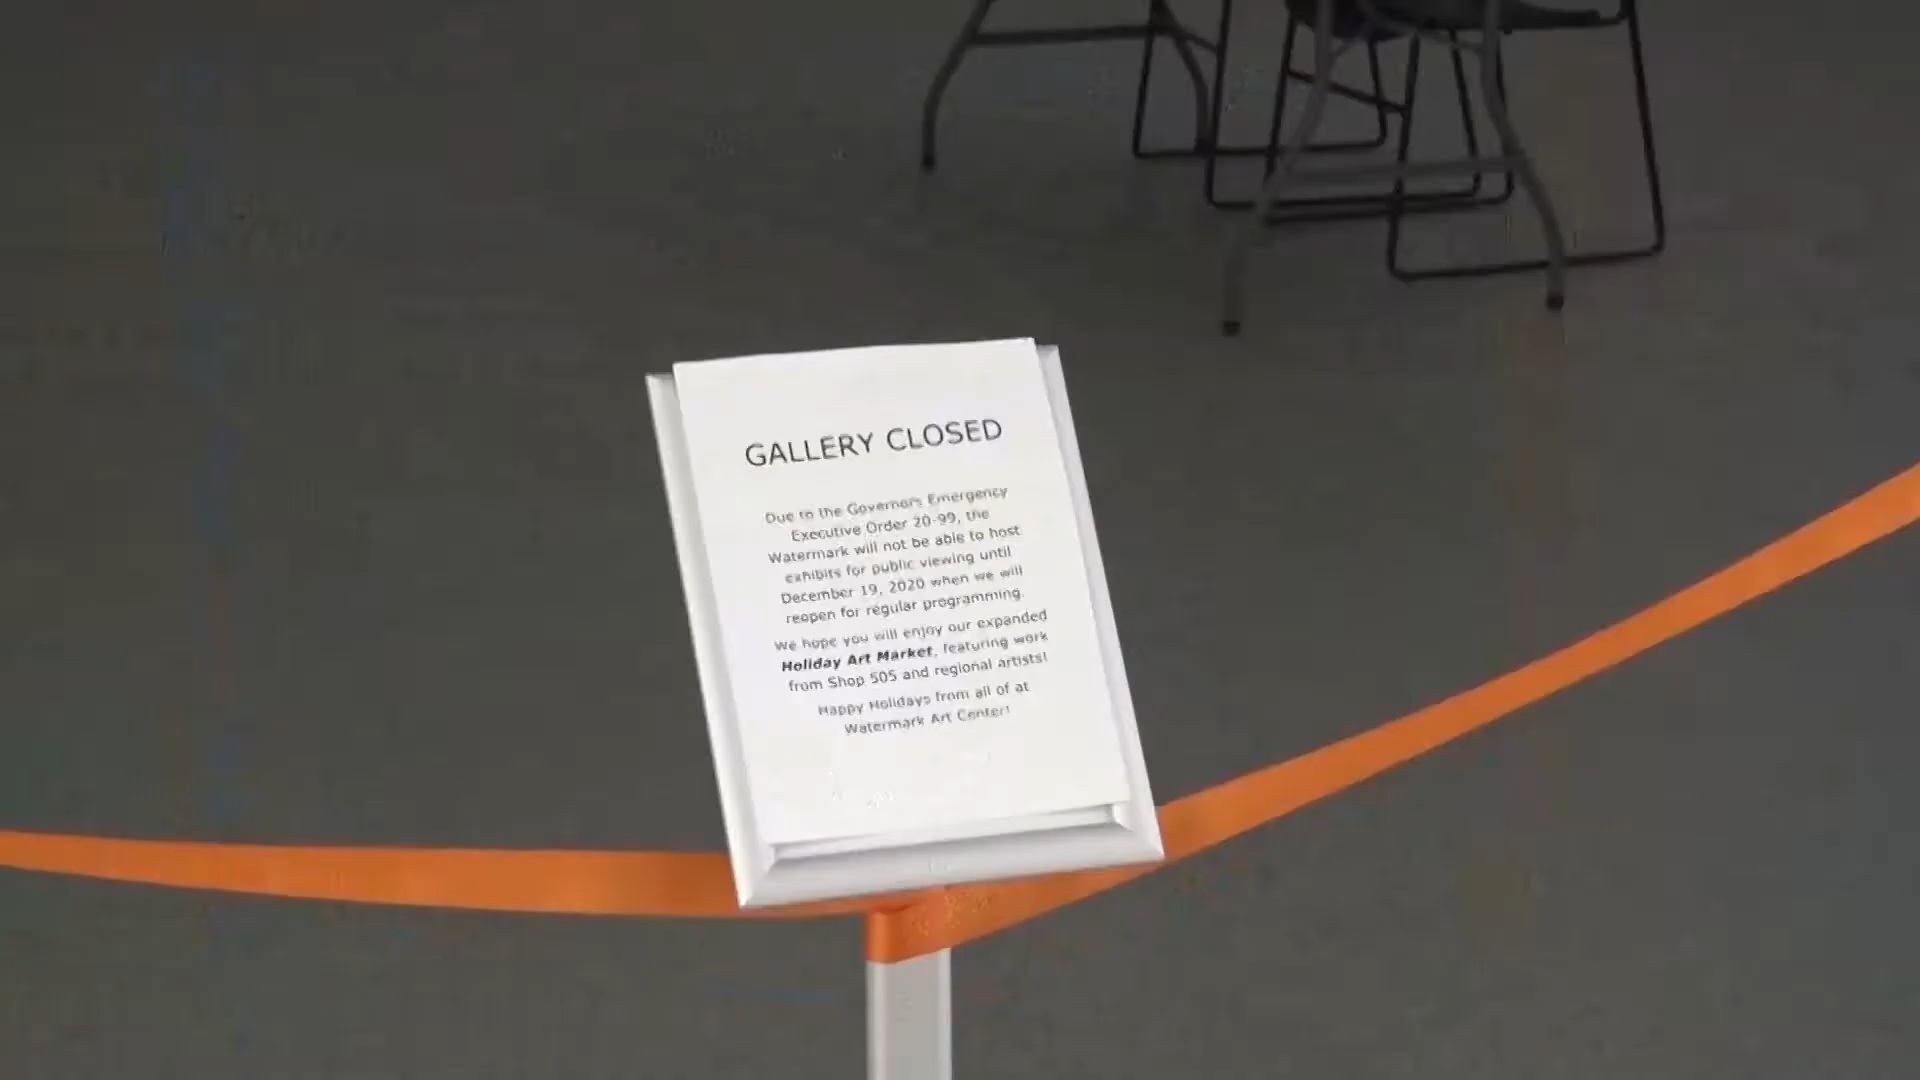 GALLERY CLOSED
Due to the Governor's Emergency
Executive Order 20-99, the
Watermark will not be able to host
exhibits for public viewing until
December 19, 2020 when we will
reopen for regular programming.
We hope you will enjoy our expanded
Holiday Art Market, featuring work
from Shop 505 and regional artists!
Happy Holidays from all of at
Watermark Art Center!